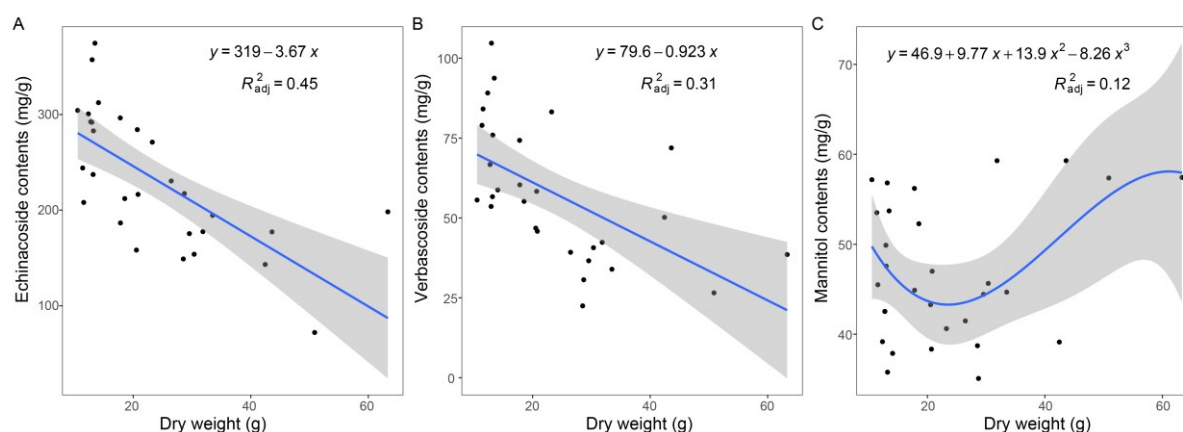 A
y = 319 − 3.67 x
R²adj = 0.45
Echinacoside contents (mg/g)
300
200
100
20
40
60
Dry weight (g)
B
y = 79.6 − 0.923 x
R²adj = 0.31
Verbascoside contents (mg/g)
100
75
50
25
0
20
40
60
Dry weight (g)
C
y = 46.9 + 9.77 x + 13.9 x² − 8.26 x³
R²adj = 0.12
Mannitol contents (mg/g)
70
60
50
40
20
40
60
Dry weight (g)